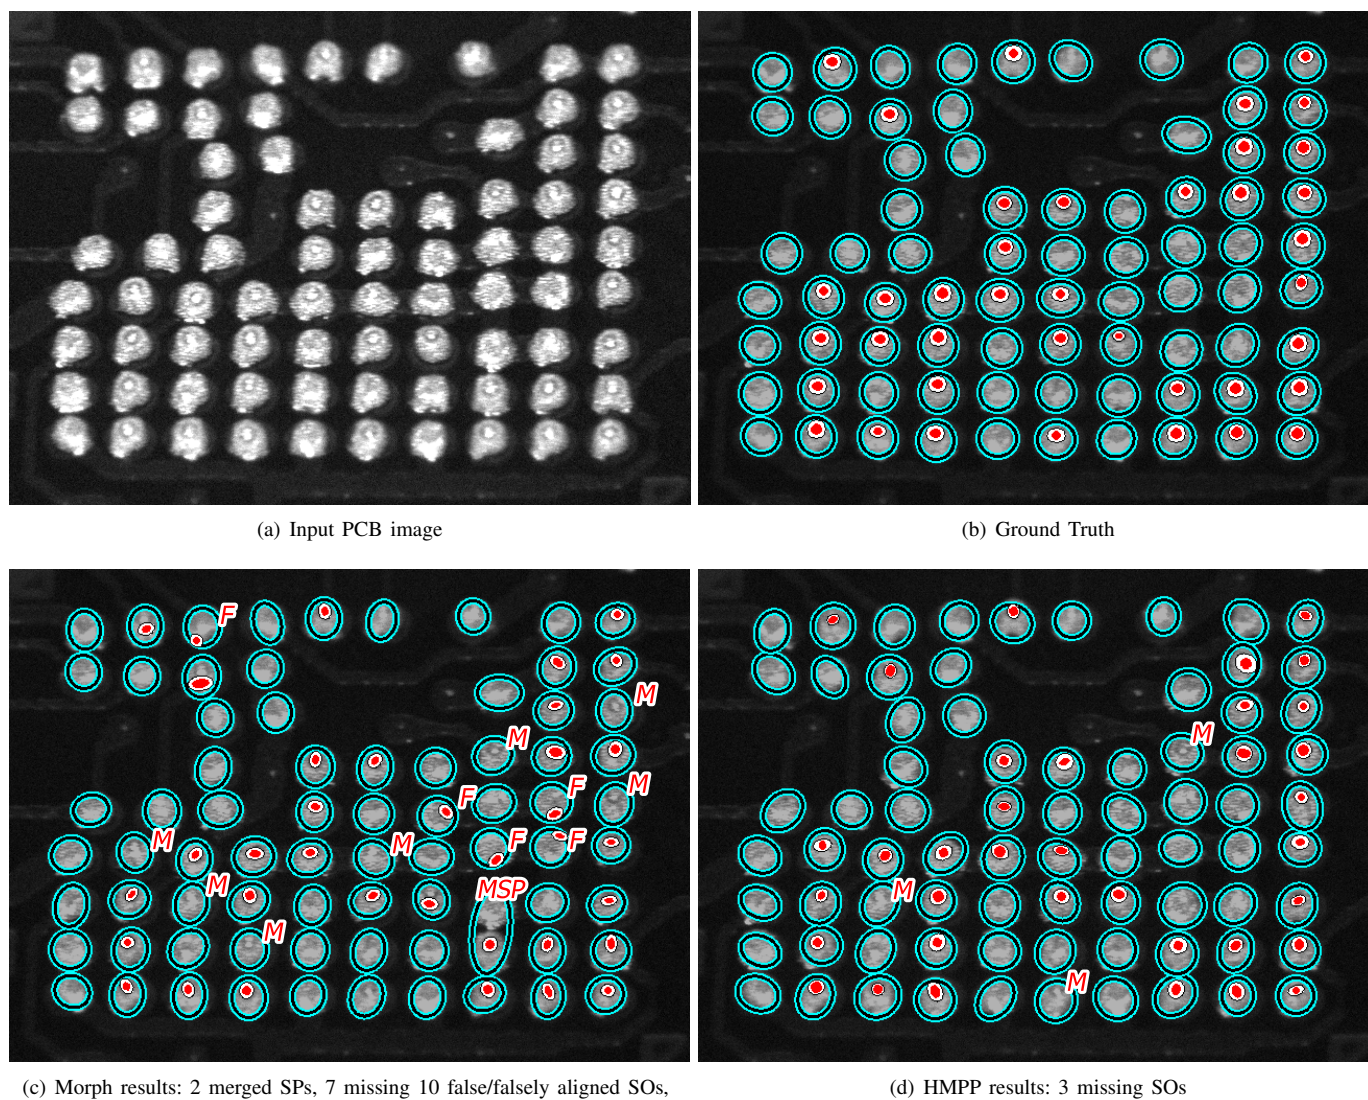 (a) Input PCB image
(b) Ground Truth
F
M
M
F
F
M
M
M
F
F
M
MSP
M
M
M
M
(c) Morph results: 2 merged SPs, 7 missing 10 false/falsely aligned SOs,
(d) HMPP results: 3 missing SOs